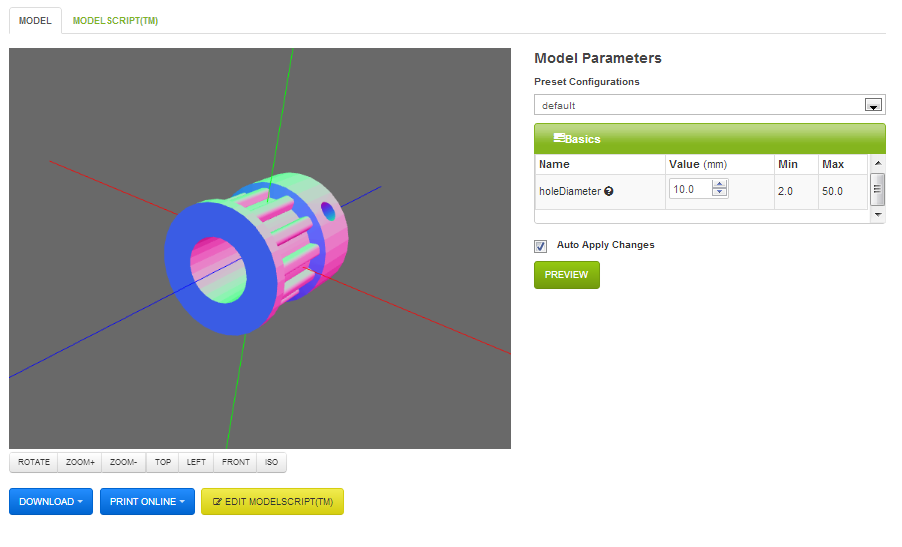 MODEL MODELSCRIPT(TM)
Model Parameters
Preset Configurations
default
Basics
Name Value (mm) Min Max
holeDiameter 10.0 2.0 50.0
Auto Apply Changes
PREVIEW
ROTATE ZOOM+ ZOOM- TOP LEFT FRONT ISO
DOWNLOAD PRINT ONLINE EDIT MODELSCRIPT(TM)